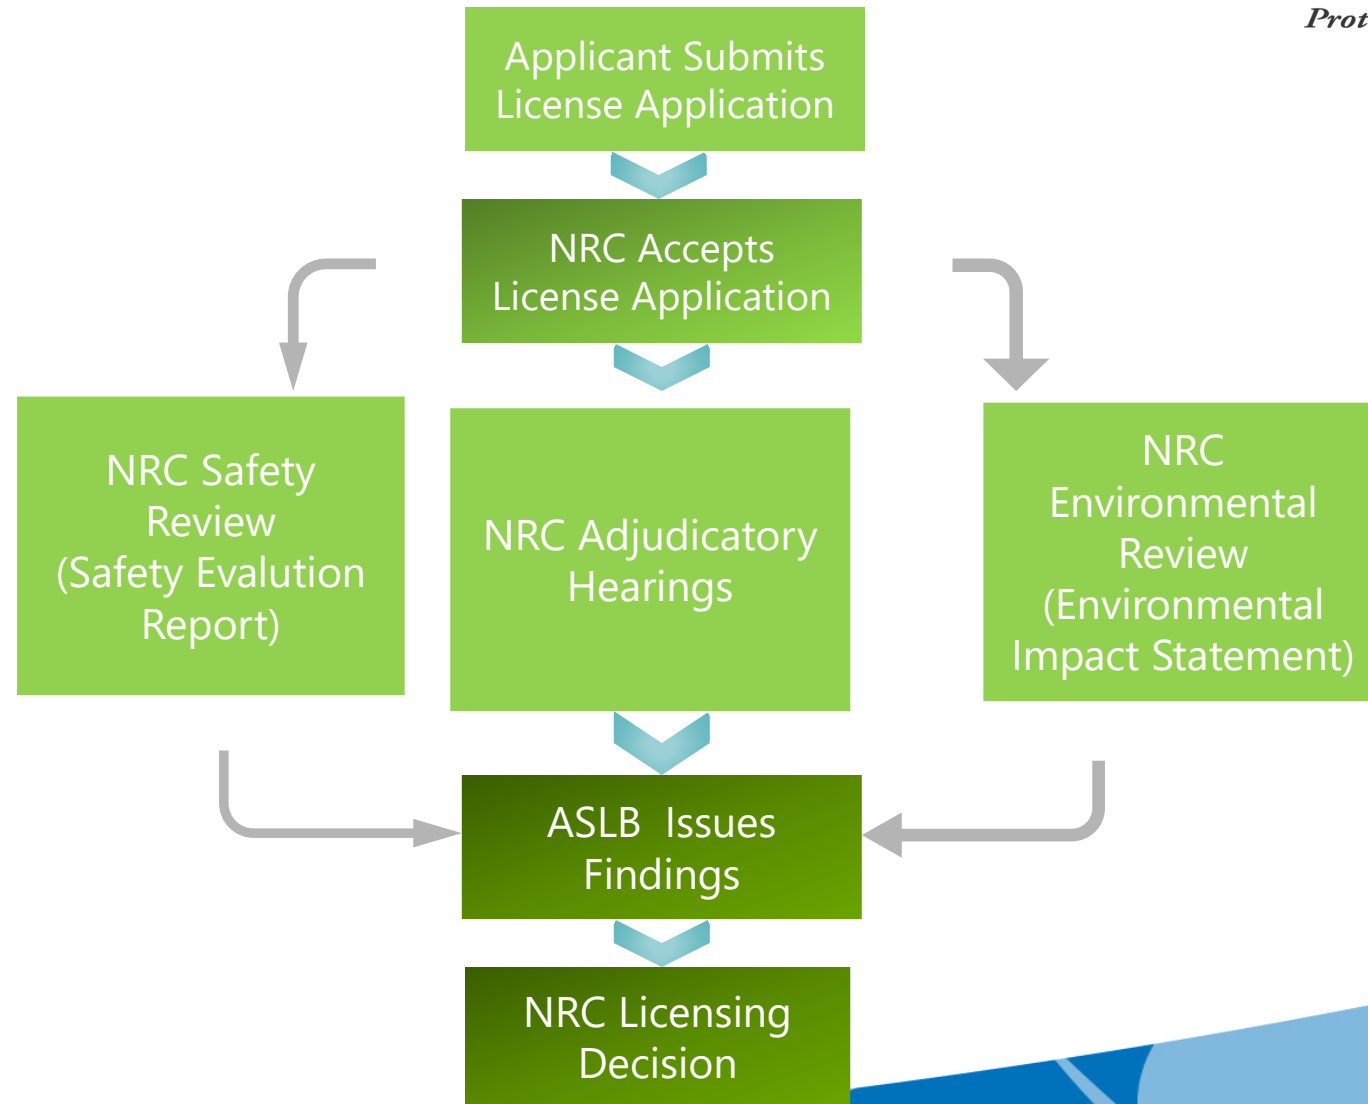 Prot
Applicant Submits
License Application
NRC Accepts
License Application
NRC Safety
Review
(Safety Evalution
Report)
NRC Adjudicatory
Hearings
NRC
Environmental
Review
(Environmental
Impact Statement)
ASLB Issues
Findings
NRC Licensing
Decision